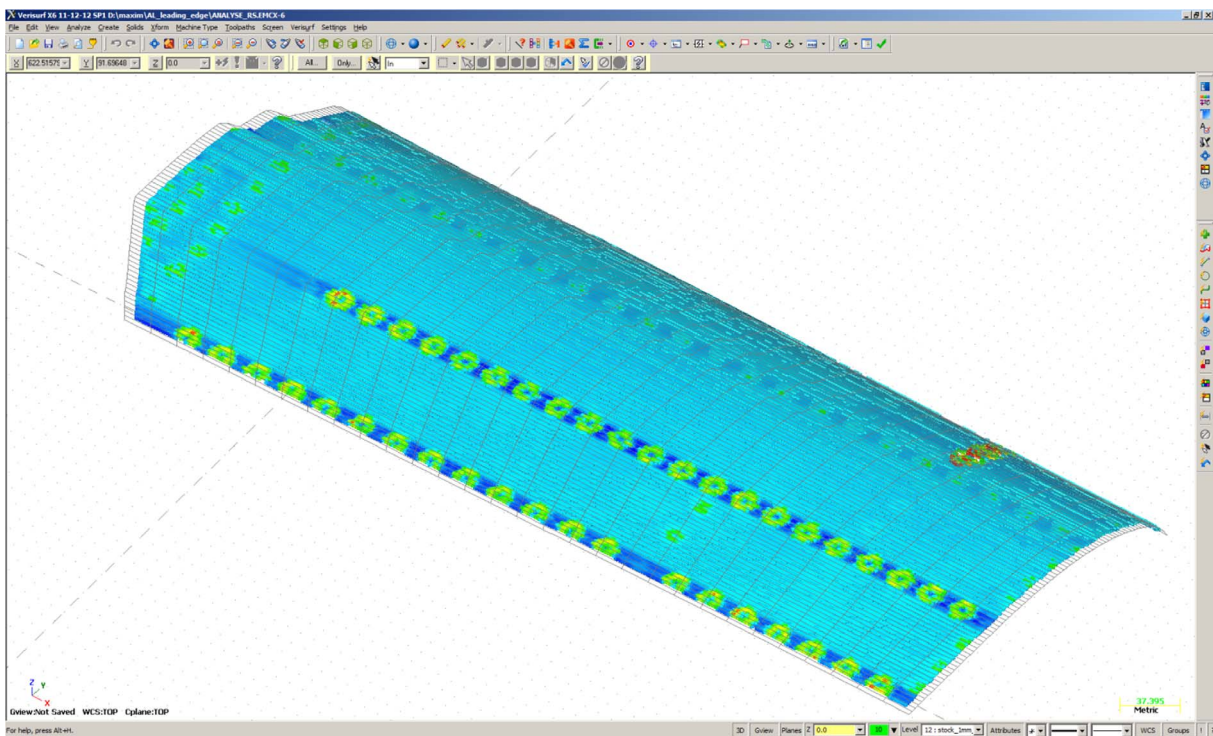 Verisurf X6 11-12-12 SP1 D:\maxim\AL_leading_edge\ANALYSE_RS.EMCX-6
File Edit View Analyze Create Solids Xform Machine Type Toolpaths Screen Verisurf Settings Help
X 622.5157 Y 91.69648 Z 0.0 All... Only... In
Z Y
X
Gview:Not Saved WCS:TOP Cplane:TOP
37.395
Metric
For help, press Alt+H. 3D Gview Planes Z 0.0 10 Level 12 : stock_1mm_ Attributes WCS Groups